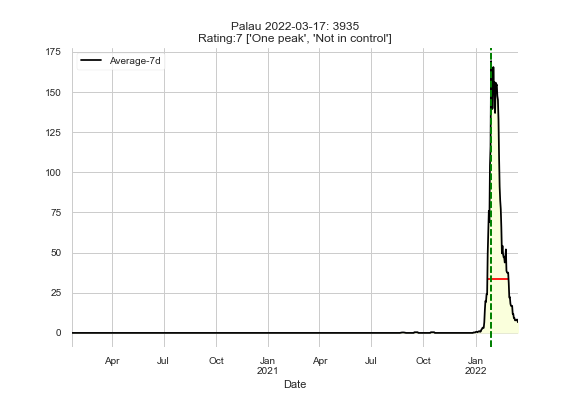 Palau 2022-03-17: 3935
Rating:7 ['One peak', 'Not in control']
Average-7d
175
150
125
100
75
50
25
0
Apr Jul Oct Jan Apr Jul Oct Jan
2021 2022
Date